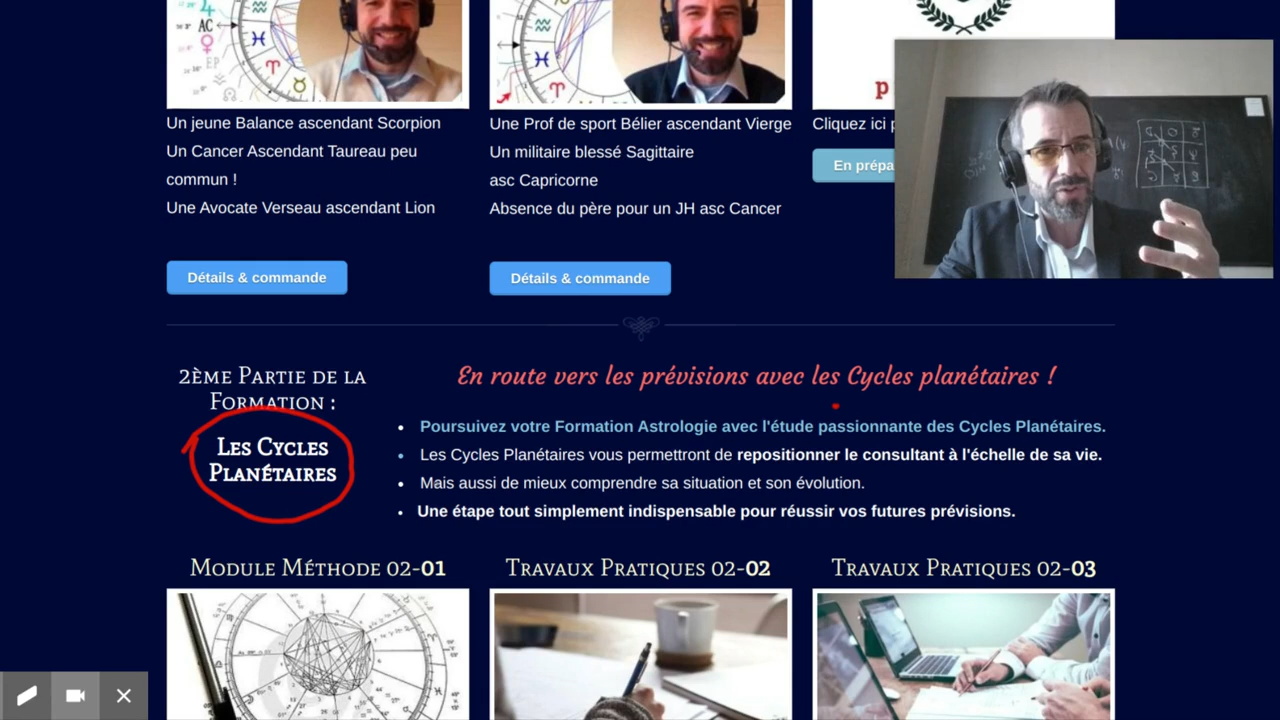 AC
EP
Un jeune Balance ascendant Scorpion
Un Cancer Ascendant Taureau peu
commun !
Une Avocate Verseau ascendant Lion
Détails & commande
Une Prof de sport Bélier ascendant Vierge
Un militaire blessé Sagittaire
asc Capricorne
Absence du père pour un JH asc Cancer
Détails & commande
p
Cliquez ici
En prépa
2ème Partie de la
Formation :
Les Cycles
Planétaires
En route vers les prévisions avec les Cycles planétaires !
Poursuivez votre Formation Astrologie avec l'étude passionnante des Cycles Planétaires.
Les Cycles Planétaires vous permettront de repositionner le consultant à l'échelle de sa vie.
Mais aussi de mieux comprendre sa situation et son évolution.
Une étape tout simplement indispensable pour réussir vos futures prévisions.
Module Méthode 02-01
Travaux Pratiques 02-02
Travaux Pratiques 02-03